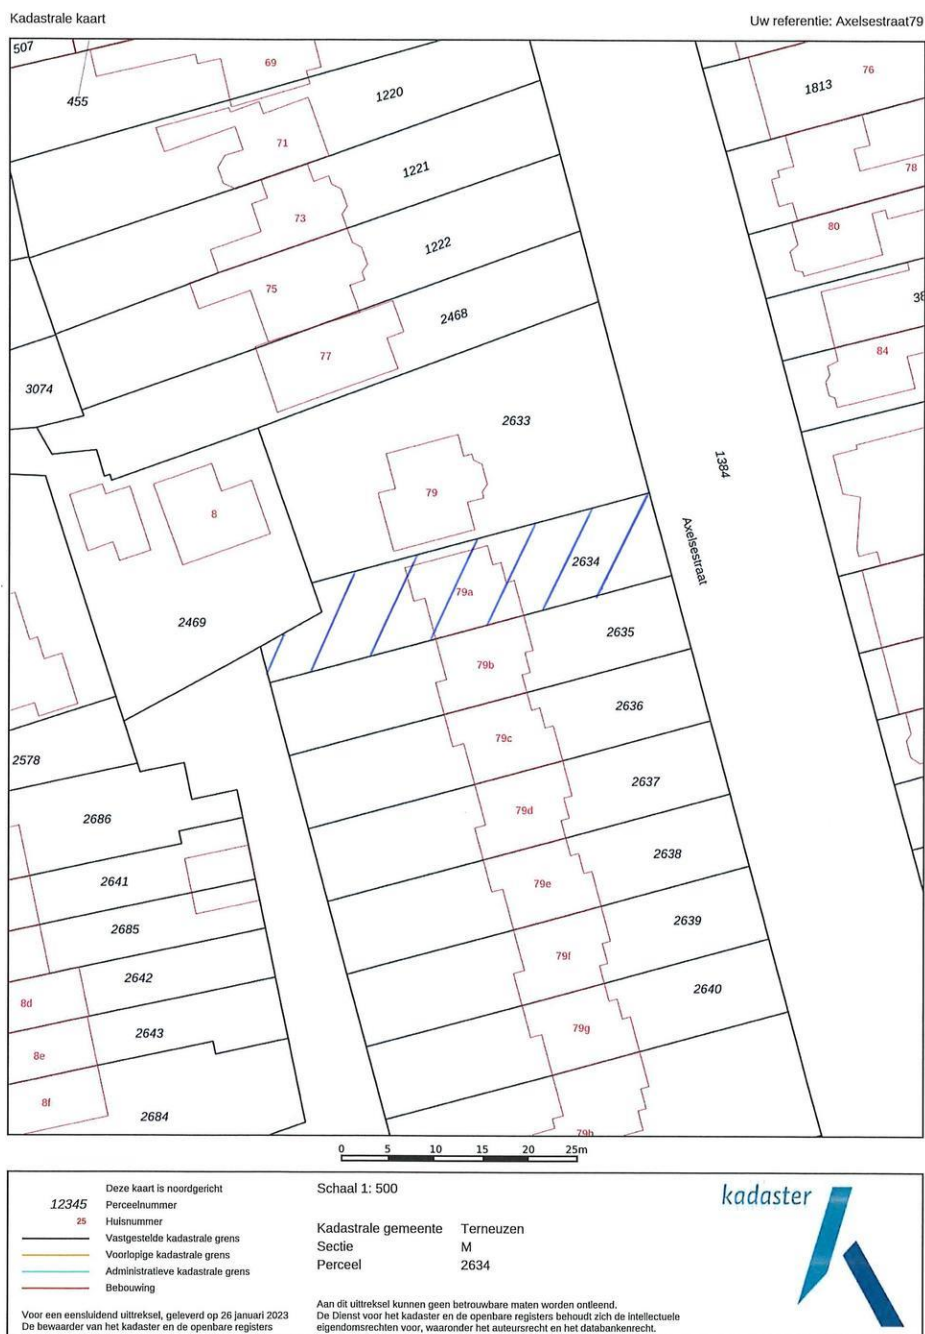 Kadastrale kaart
Uw referentie: Axelsestraat79
507
455
69
1220
71
1221
73
1222
75
2468
77
3074
2633
79
8
2469
1813
76
78
80
38
84
1384
Axelsestraat
2634
79a
2635
79b
2636
79c
2637
79d
2638
79e
2639
79f
2640
79g
79h
2578
2686
2641
2685
2642
8d
2643
8e
8f
2684
0 5 10 15 20 25m
Deze kaart is noordgericht
12345 Perceelnummer
25 Huisnummer
Vastgestelde kadastrale grens
Voorlopige kadastrale grens
Administratieve kadastrale grens
Bebouwing
Voor een eensluidend uittreksel, geleverd op 26 januari 2023
De bewaarder van het kadaster en de openbare registers
Schaal 1: 500
Kadastrale gemeente Terneuzen
Sectie M
Perceel 2634
Aan dit uittreksel kunnen geen betrouwbare maten worden ontleend.
De Dienst voor het kadaster en de openbare registers behoudt zich de intellectuele
eigendomsrechten voor, waaronder het auteursrecht en het databankenrecht.
kadaster